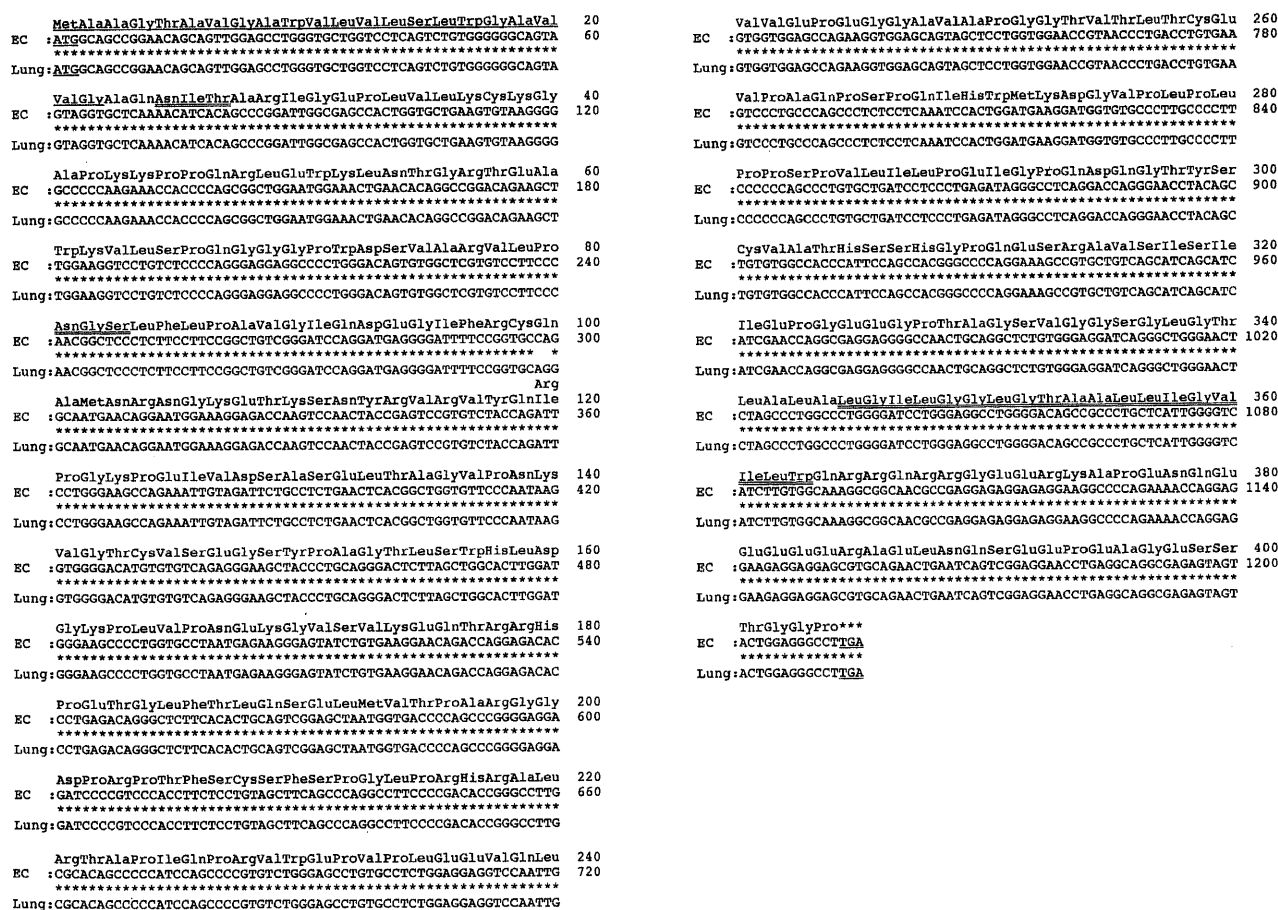 MetAlaAlaGlyThrAlaValGlyAlaTrpValLeuValLeuSerLeuTrpGlyAlaVal 20
EC :ATGGCAGCCGGAACAGCAGTTGGAGCCTGGGTGCTGGTCCTCAGTCTGTGGGGGGCAGTA 60
************************************************************
Lung:ATGGCAGCCGGAACAGCAGTTGGAGCCTGGGTGCTGGTCCTCAGTCTGTGGGGGGCAGTA
ValGlyAlaGlnAsnIleThrAlaArgIleGlyGluProLeuValLeuLysCysLysGly 40
EC :GTAGGTGCTCAAAACATCACAGCCCGGATTGGCGAGCCACTGGTGCTGAAGTGTAAGGGG 120
************************************************************
Lung:GTAGGTGCTCAAAACATCACAGCCCGGATTGGCGAGCCACTGGTGCTGAAGTGTAAGGGG
AlaProLysLysProProGlnArgLeuGluTrpLysLeuAsnThrGlyArgThrGluAla 60
EC :GCCCCCAAGAAACCACCCCAGCGGCTGGAATGGAAACTGAACACAGGCCGGACAGAAGCT 180
************************************************************
Lung:GCCCCCAAGAAACCACCCCAGCGGCTGGAATGGAAACTGAACACAGGCCGGACAGAAGCT
TrpLysValLeuSerProGlnGlyGlyGlyProTrpAspSerValAlaArgValLeuPro 80
EC :TGGAAGGTCCTGTCTCCCCAGGGAGGAGGCCCCTGGGACAGTGTGGCTCGTGTCCTTCCC 240
************************************************************
Lung:TGGAAGGTCCTGTCTCCCCAGGGAGGAGGCCCCTGGGACAGTGTGGCTCGTGTCCTTCCC
AsnGlySerLeuPheLeuProAlaValGlyIleGlnAspGluGlyIlePheArgCysGln 100
EC :AACGGCTCCCTCTTCCTTCCGGCTGTCGGGATCCAGGATGAGGGGATTTTCCGGTGCCAG 300
********************************************************* *
Lung:AACGGCTCCCTCTTCCTTCCGGCTGTCGGGATCCAGGATGAGGGGATTTTCCGGTGCAGG
Arg
AlaMetAsnArgAsnGlyLysGluThrLysSerAsnTyrArgValArgValTyrGlnIle 120
EC :GCAATGAACAGGAATGGAAAGGAGACCAAGTCCAACTACCGAGTCCGTGTCTACCAGATT 360
************************************************************
Lung:GCAATGAACAGGAATGGAAAGGAGACCAAGTCCAACTACCGAGTCCGTGTCTACCAGATT
ProGlyLysProGluIleValAspSerAlaSerGluLeuThrAlaGlyValProAsnLys 140
EC :CCTGGGAAGCCAGAAATTGTAGATTCTGCCTCTGAACTCACGGCTGGTGTTCCCAATAAG 420
************************************************************
Lung:CCTGGGAAGCCAGAAATTGTAGATTCTGCCTCTGAACTCACGGCTGGTGTTCCCAATAAG
ValGlyThrCysValSerGluGlySerTyrProAlaGlyThrLeuSerTrpHisLeuAsp 160
EC :GTGGGGACATGTGTGTCAGAGGGAAGCTACCCTGCAGGGACTCTTAGCTGGCACTTGGAT 480
************************************************************
Lung:GTGGGGACATGTGTGTCAGAGGGAAGCTACCCTGCAGGGACTCTTAGCTGGCACTTGGAT
GlyLysProLeuValProAsnGluLysGlyValSerValLysGluGlnThrArgArgHis 180
EC :GGGAAGCCCCTGGTGCCTAATGAGAAGGGAGTATCTGTGAAGGAACAGACCAGGAGACAC 540
************************************************************
Lung:GGGAAGCCCCTGGTGCCTAATGAGAAGGGAGTATCTGTGAAGGAACAGACCAGGAGACAC
ProGluThrGlyLeuPheThrLeuGlnSerGluLeuMetValThrProAlaArgGlyGly 200
EC :CCTGAGACAGGGCTCTTCACACTGCAGTCGGAGCTAATGGTGACCCCAGCCCGGGGAGGA 600
************************************************************
Lung:CCTGAGACAGGGCTCTTCACACTGCAGTCGGAGCTAATGGTGACCCCAGCCCGGGGAGGA
AspProArgProThrPheSerCysSerPheSerProGlyLeuProArgHisArgAlaLeu 220
EC :GATCCCCGTCCCACCTTCTCCTGTAGCTTCAGCCCAGGCCTTCCCCGACACCGGGCCTTG 660
************************************************************
Lung:GATCCCCGTCCCACCTTCTCCTGTAGCTTCAGCCCAGGCCTTCCCCGACACCGGGCCTTG
ArgThrAlaProIleGlnProArgValTrpGluProValProLeuGluGluValGlnLeu 240
EC :CGCACAGCCCCCATCCAGCCCCGTGTCTGGGAGCCTGTGCCTCTGGAGGAGGTCCAATTG 720
************************************************************
Lung:CGCACAGCCCCCATCCAGCCCCGTGTCTGGGAGCCTGTGCCTCTGGAGGAGGTCCAATTG
ValValGluProGluGlyGlyAlaValAlaProGlyGlyThrValThrLeuThrCysGlu 260
EC :GTGGTGGAGCCAGAAGGTGGAGCAGTAGCTCCTGGTGGAACCGTAACCCTGACCTGTGAA 780
************************************************************
Lung:GTGGTGGAGCCAGAAGGTGGAGCAGTAGCTCCTGGTGGAACCGTAACCCTGACCTGTGAA
ValProAlaGlnProSerProGlnIleHisTrpMetLysAspGlyValProLeuProLeu 280
EC :GTCCCTGCCCAGCCCTCTCCTCAAATCCACTGGATGAAGGATGGTGTGCCCTTGCCCCTT 840
************************************************************
Lung:GTCCCTGCCCAGCCCTCTCCTCAAATCCACTGGATGAAGGATGGTGTGCCCTTGCCCCTT
ProProSerProValLeuIleLeuProGluIleGlyProGlnAspGlnGlyThrTyrSer 300
EC :CCCCCCAGCCCTGTGCTGATCCTCCCTGAGATAGGGCCTCAGGACCAGGGAACCTACAGC 900
************************************************************
Lung:CCCCCCAGCCCTGTGCTGATCCTCCCTGAGATAGGGCCTCAGGACCAGGGAACCTACAGC
CysValAlaThrHisSerSerHisGlyProGlnGluSerArgAlaValSerIleSerIle 320
EC :TGTGTGGCCACCCATTCCAGCCACGGGCCCCAGGAAAGCCGTGCTGTCAGCATCAGCATC 960
************************************************************
Lung:TGTGTGGCCACCCATTCCAGCCACGGGCCCCAGGAAAGCCGTGCTGTCAGCATCAGCATC
IleGluProGlyGluGluGlyProThrAlaGlySerValGlyGlySerGlyLeuGlyThr 340
EC :ATCGAACCAGGCGAGGAGGGGCCAACTGCAGGCTCTGTGGGAGGATCAGGGCTGGGAACT 1020
************************************************************
Lung:ATCGAACCAGGCGAGGAGGGGCCAACTGCAGGCTCTGTGGGAGGATCAGGGCTGGGAACT
LeuAlaLeuAlaLeuGlyIleLeuGlyGlyLeuGlyThrAlaAlaLeuLeuIleGlyVal 360
EC :CTAGCCCTGGCCCTGGGGATCCTGGGAGGCCTGGGGACAGCCGCCCTGCTCATTGGGGTC 1080
************************************************************
Lung:CTAGCCCTGGCCCTGGGGATCCTGGGAGGCCTGGGGACAGCCGCCCTGCTCATTGGGGTC
IleLeuTrpGlnArgArgGlnArgArgGlyGluGluArgLysAlaProGluAsnGlnGlu 380
EC :ATCTTGTGGCAAAGGCGGCAACGCCGAGGAGAGGAGAGGAAGGCCCCAGAAAACCAGGAG 1140
************************************************************
Lung:ATCTTGTGGCAAAGGCGGCAACGCCGAGGAGAGGAGAGGAAGGCCCCAGAAAACCAGGAG
GluGluGluGluArgAlaGluLeuAsnGlnSerGluGluProGluAlaGlyGluSerSer 400
EC :GAAGAGGAGGAGCGTGCAGAACTGAATCAGTCGGAGGAACCTGAGGCAGGCGAGAGTAGT 1200
************************************************************
Lung:GAAGAGGAGGAGCGTGCAGAACTGAATCAGTCGGAGGAACCTGAGGCAGGCGAGAGTAGT
ThrGlyGlyPro***
EC :ACTGGAGGGCCTTGA
***************
Lung:ACTGGAGGGCCTTGA